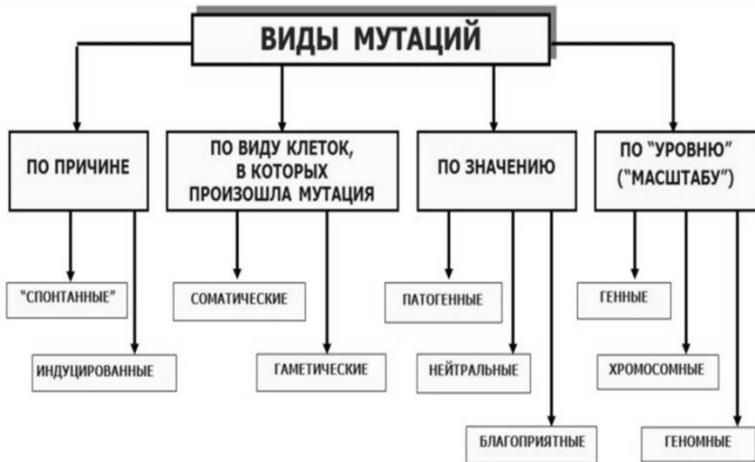 ВИДЫ МУТАЦИЙ
ПО ПРИЧИНЕ
ПО ВИДУ КЛЕТОК,
В КОТОРЫХ
ПРОИЗОШЛА МУТАЦИЯ
ПО ЗНАЧЕНИЮ
ПО “УРОВНЮ”
(“МАСШТАБУ”)
“СПОНТАННЫЕ”
СОМАТИЧЕСКИЕ
ПАТОГЕННЫЕ
ГЕННЫЕ
ИНДУЦИРОВАННЫЕ
ГАМЕТИЧЕСКИЕ
НЕЙТРАЛЬНЫЕ
ХРОМОСОМНЫЕ
БЛАГОПРИЯТНЫЕ
ГЕНОМНЫЕ